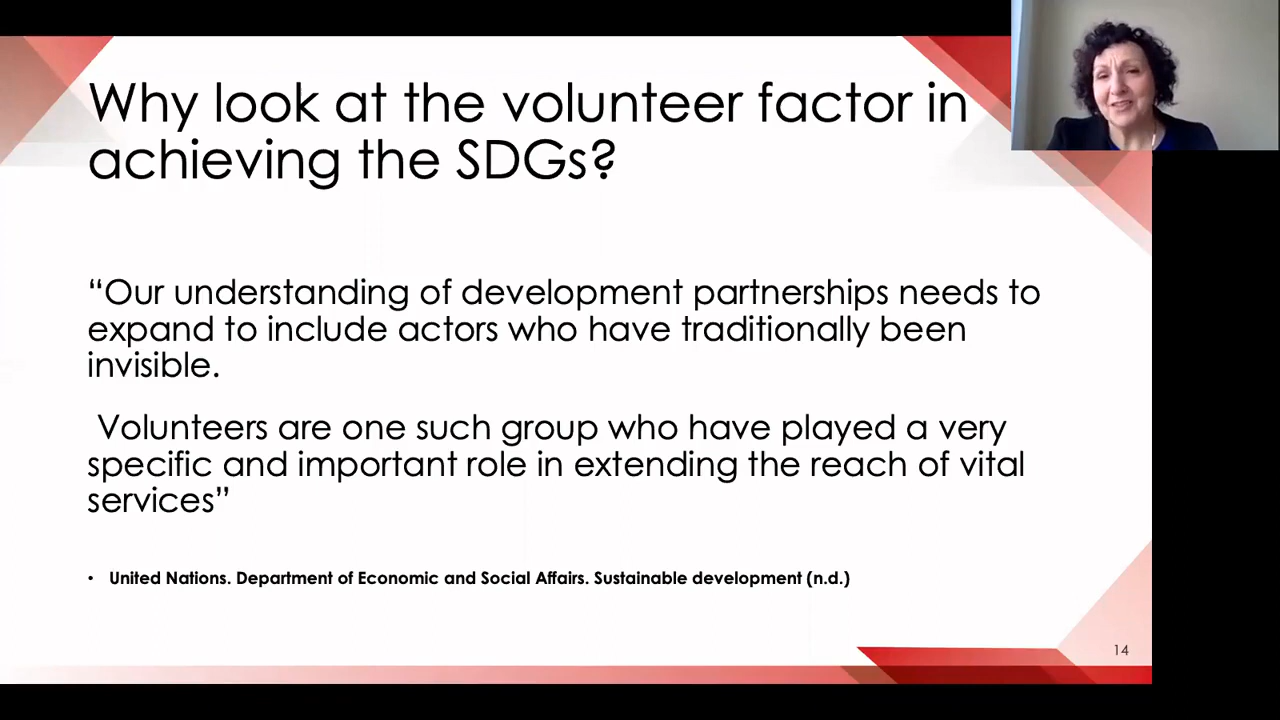 Why look at the volunteer factor in
achieving the SDGs?
“Our understanding of development partnerships needs to
expand to include actors who have traditionally been
invisible.
Volunteers are one such group who have played a very
specific and important role in extending the reach of vital
services”
• United Nations. Department of Economic and Social Affairs. Sustainable development (n.d.)
14